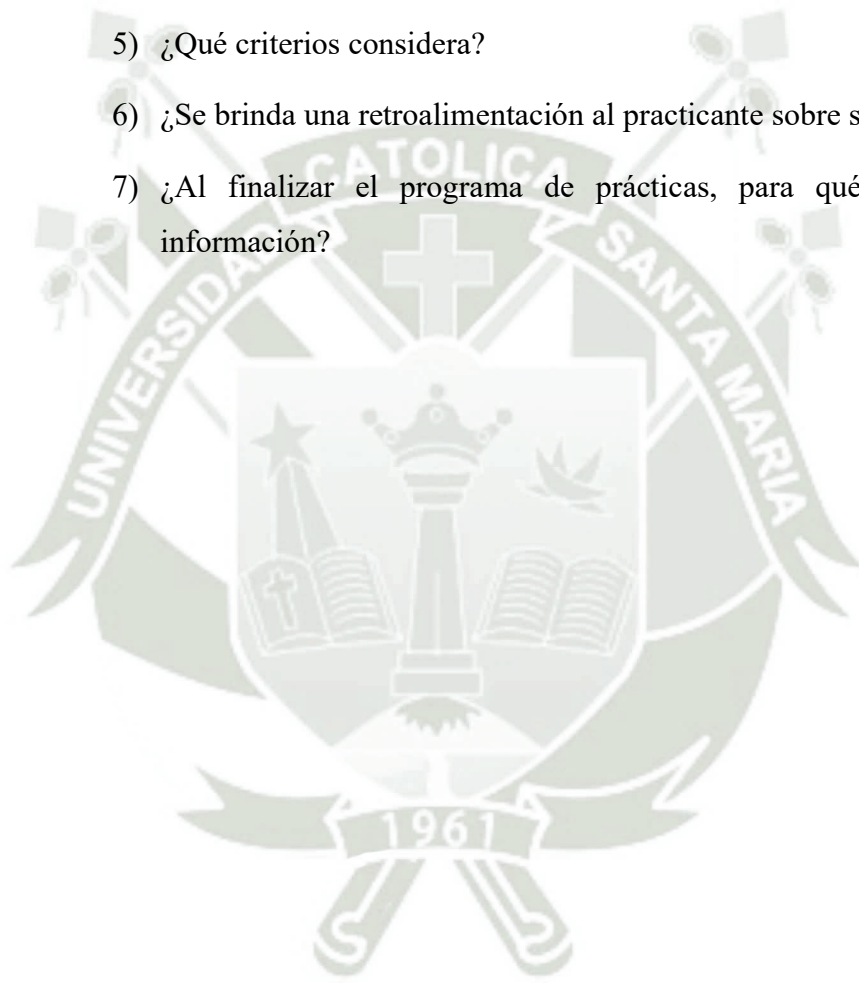 5) ¿Qué criterios considera?
6) ¿Se brinda una retroalimentación al practicante sobre s
7) ¿Al finalizar el programa de prácticas, para qué
información?
UNIVERSIDAD CATOLICA SANTA MARIA
1961